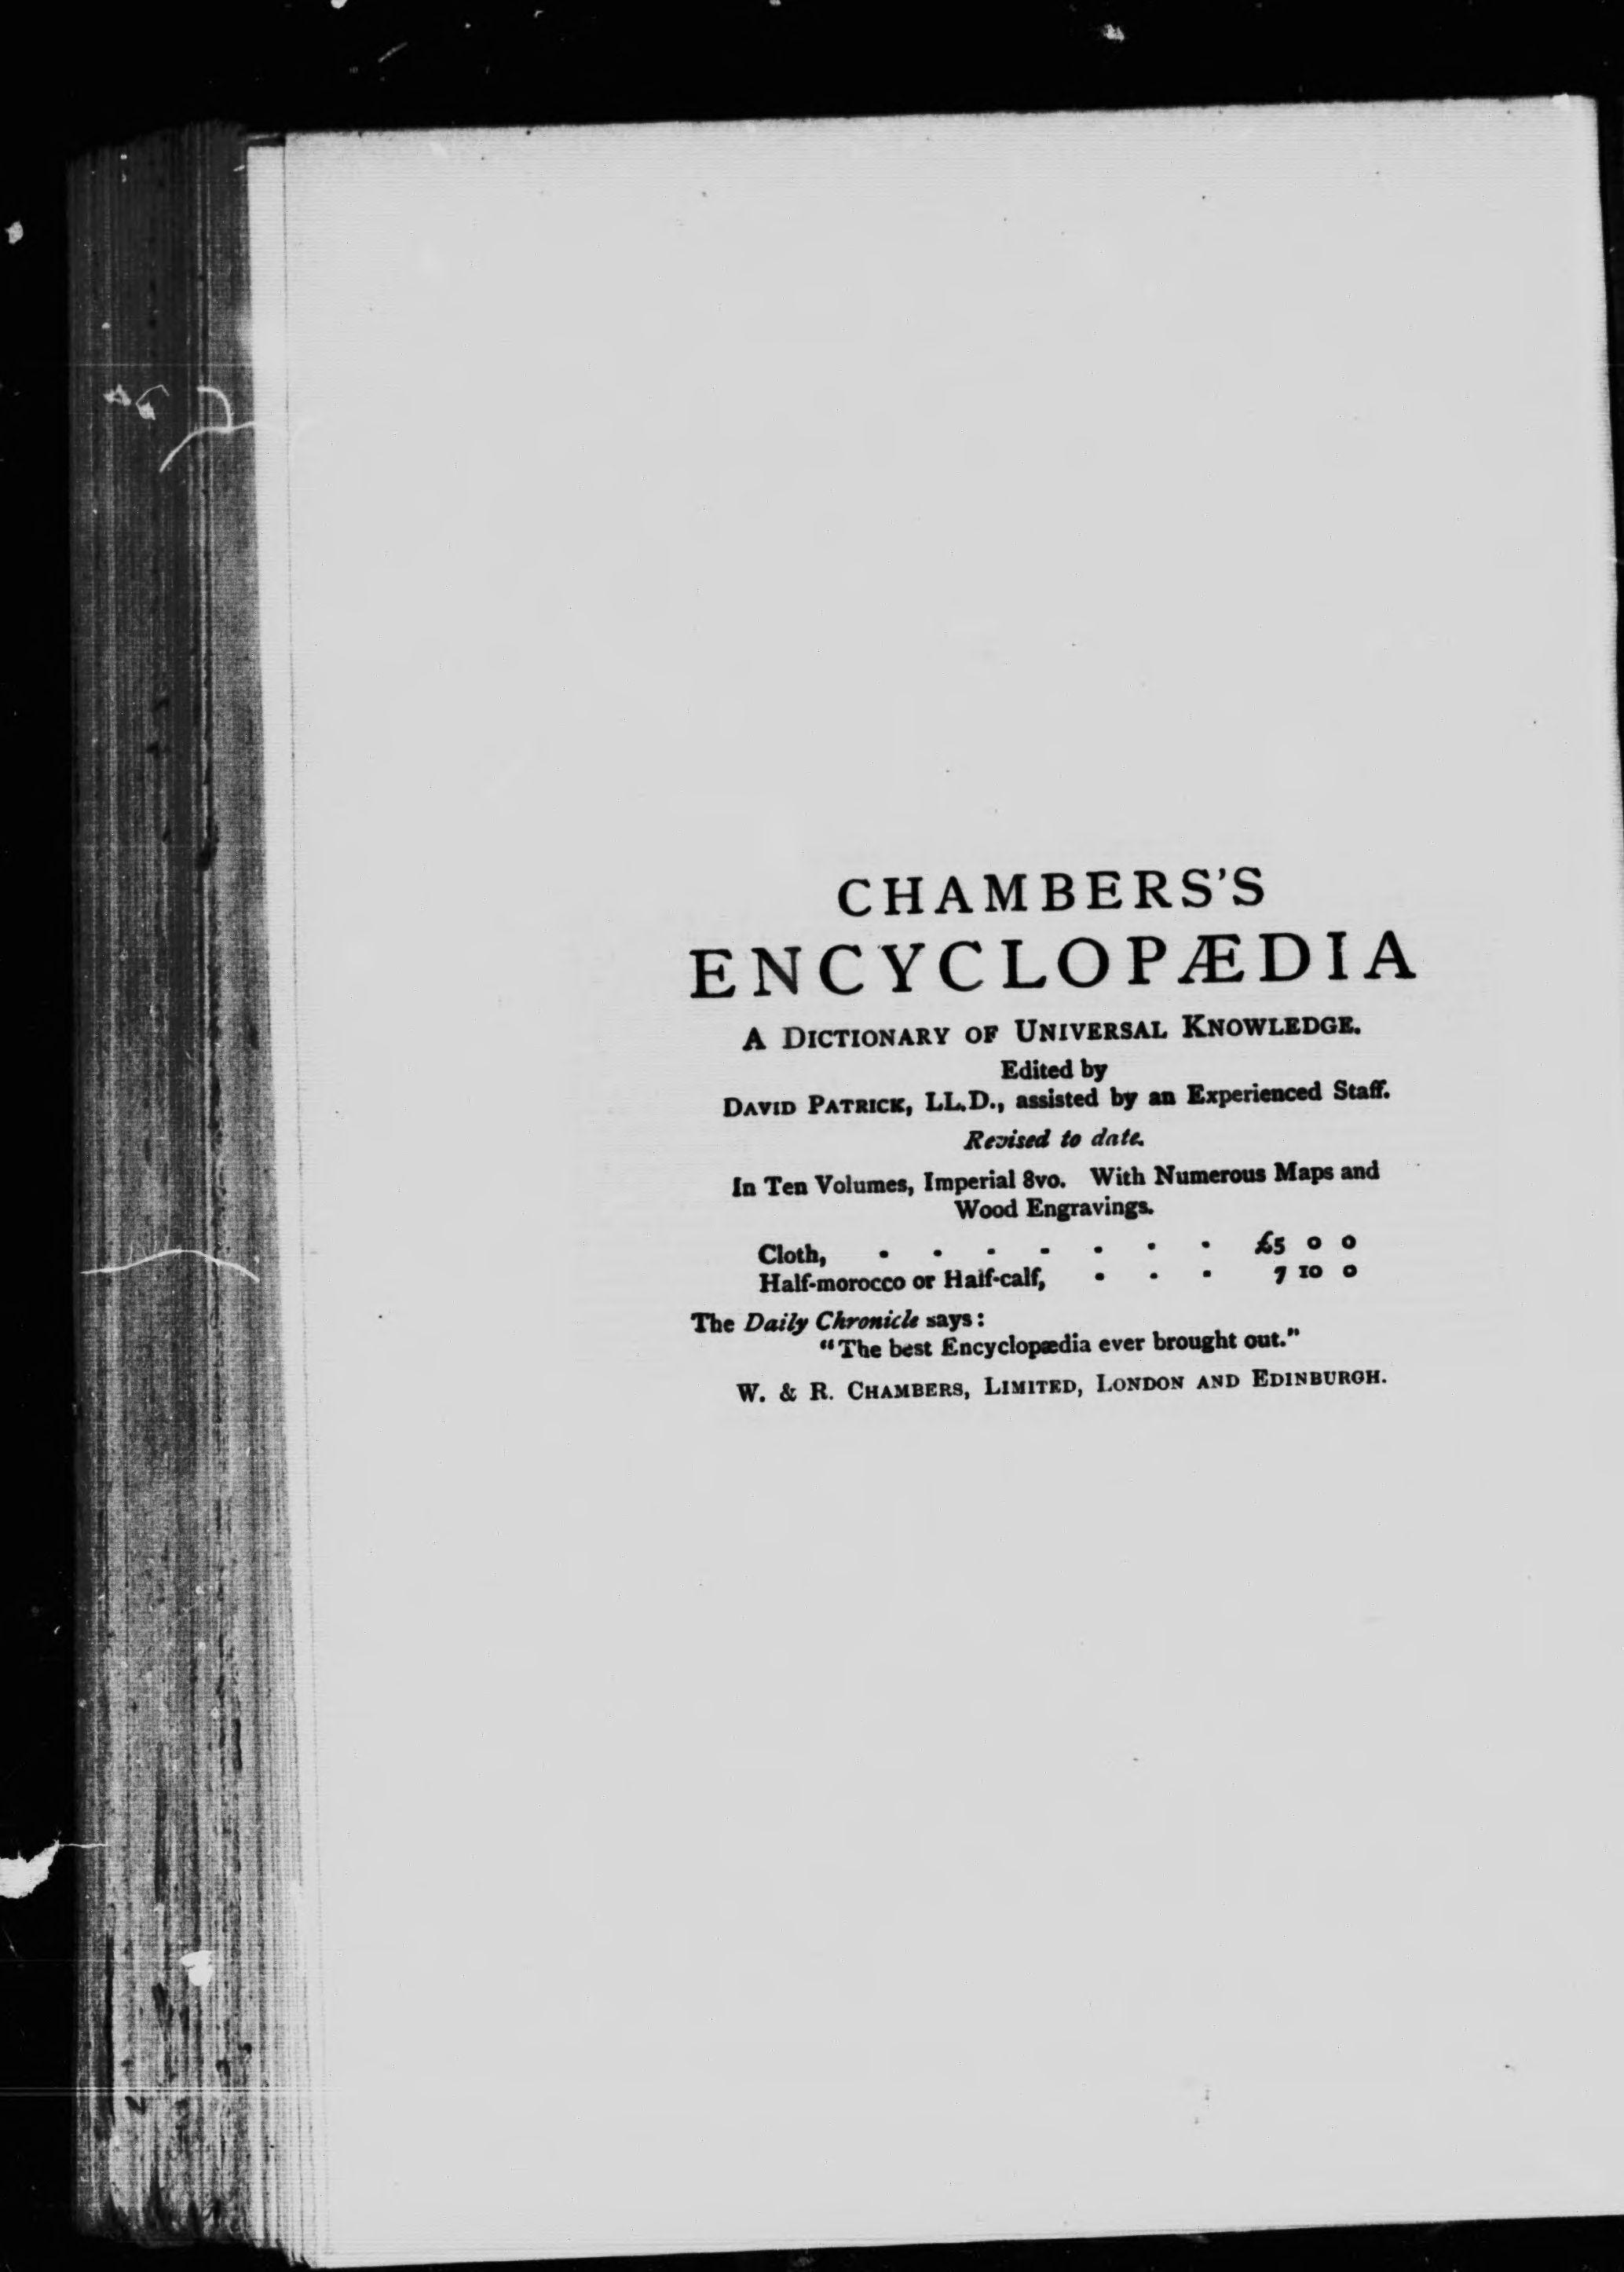 CHAMBERS'S
ENCYCLOPÆDIA
A DICTIONARY OF UNIVERSAL KNOWLEDGE.
Edited by
DAVID PATRICK, LL.D., assisted by an Experienced Staff.
Revised to date.
In Ten Volumes, Imperial 8vo. With Numerous Maps and
Wood Engravings.
Cloth, . . . . . . . £5 0 0
Half-morocco or Half-calf, . . . 7 10 0
The Daily Chronicle says:
"The best Encyclopædia ever brought out."
W. & R. CHAMBERS, LIMITED, LONDON AND EDINBURGH.